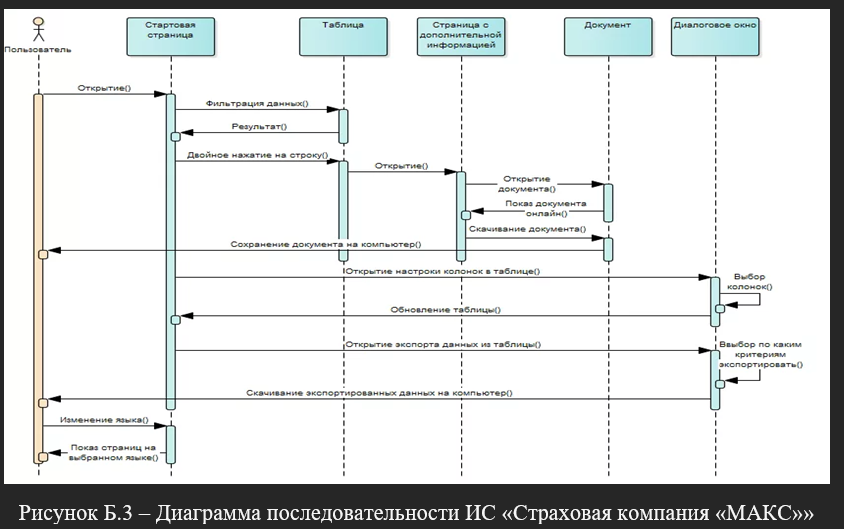 Пользователь
Стартовая
страница
Таблица
Страница с
дополнительной
информацией
Документ
Диалоговое окно
Открытие()
Фильтрация данных()
Результат()
Двойное нажатие на строку()
Открытие()
Открытие
документа()
Показ документа
онлайн()
Скачивание документа()
Сохранение документа на компьютер()
Открытие настроки колонок в таблице()
Выбор
колонок()
Обновление таблицы()
Открытие экспорта данных из таблицы()
Ввыбор по каким
критериям
экспортировать()
Скачивание экспортированных данных на компьютер()
Изменение языка()
Показ страниц на
выбранном языке()
Рисунок Б.3 – Диаграмма последовательности ИС «Страховая компания «МАКС»»